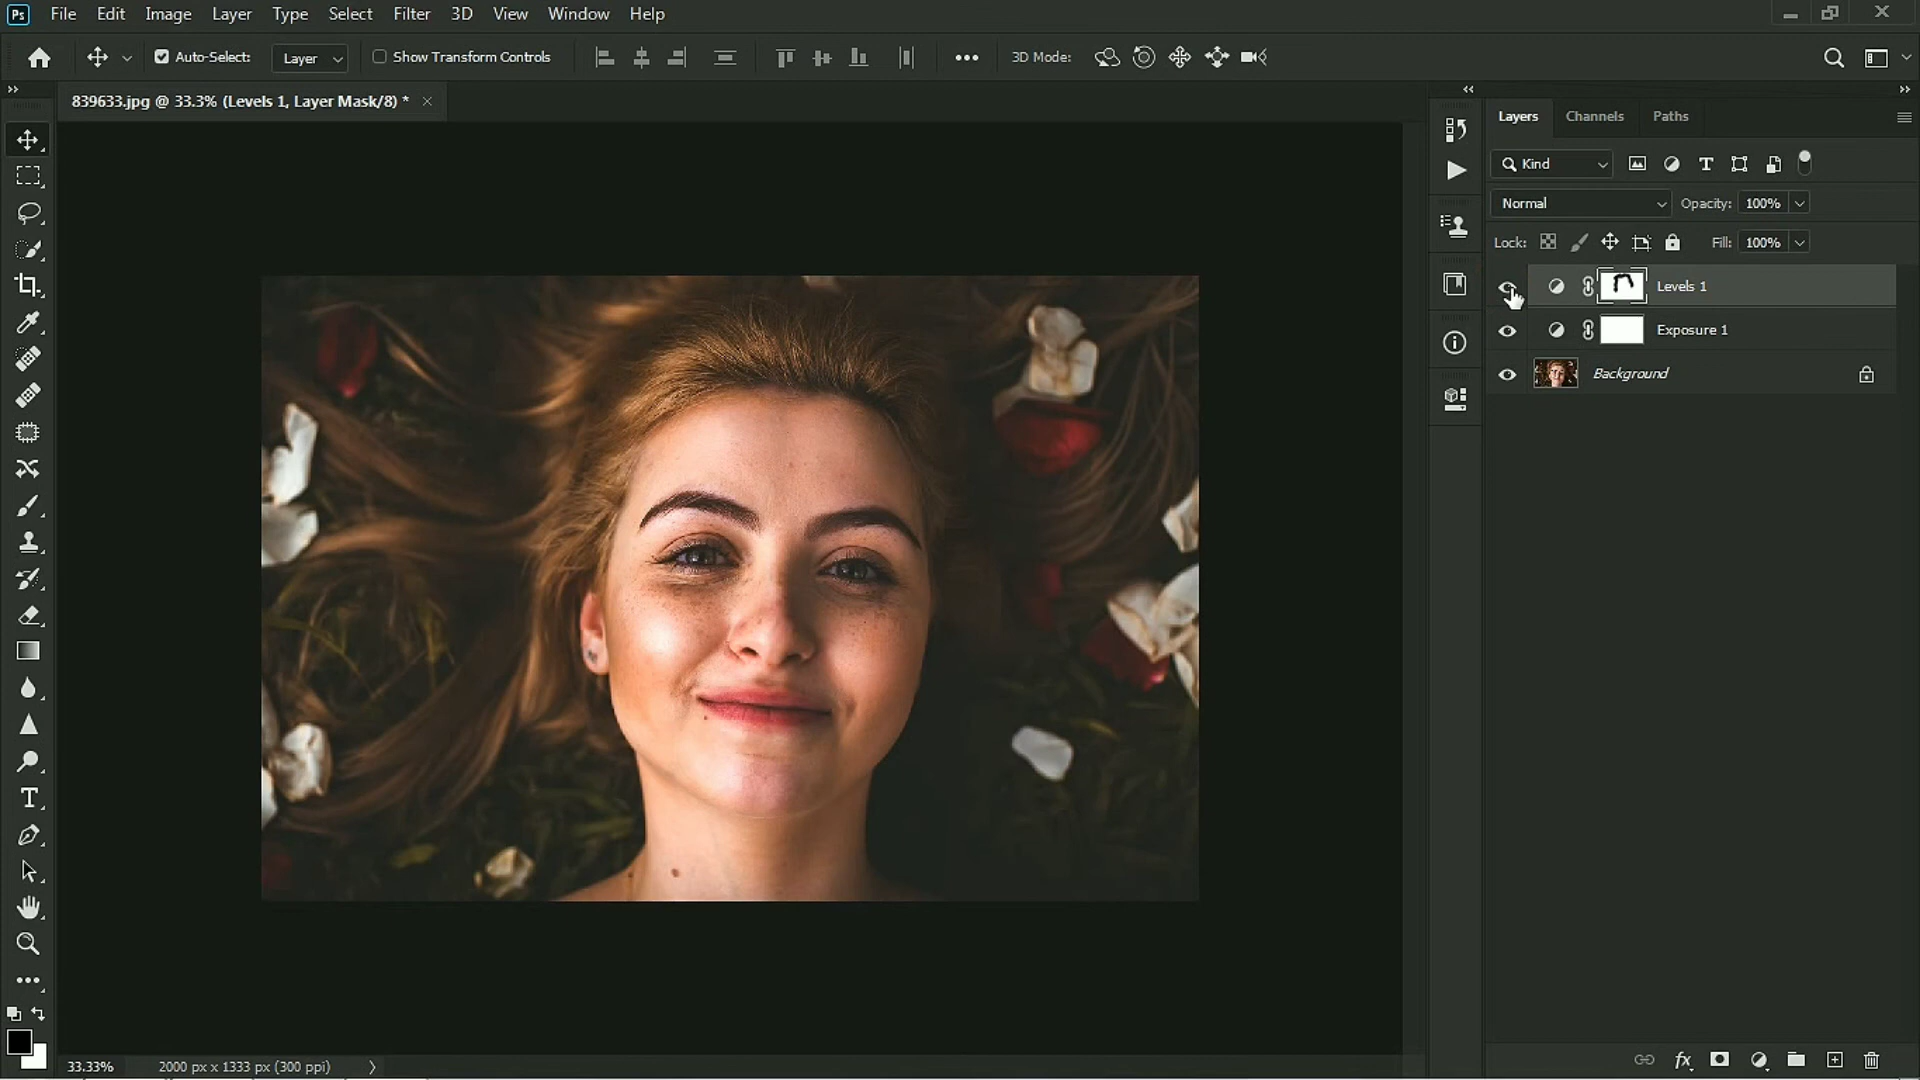 Ps File Edit Image Layer Type Select Filter 3D View Window Help
Auto-Select: Layer Show Transform Controls 3D Mode:
839633.jpg @ 33.3% (Levels 1, Layer Mask/8) *
Layers Channels Paths
Kind
Normal Opacity: 100%
Lock: Fill: 100%
Levels 1
Exposure 1
Background
33.33% 2000 px x 1333 px (300 ppi)